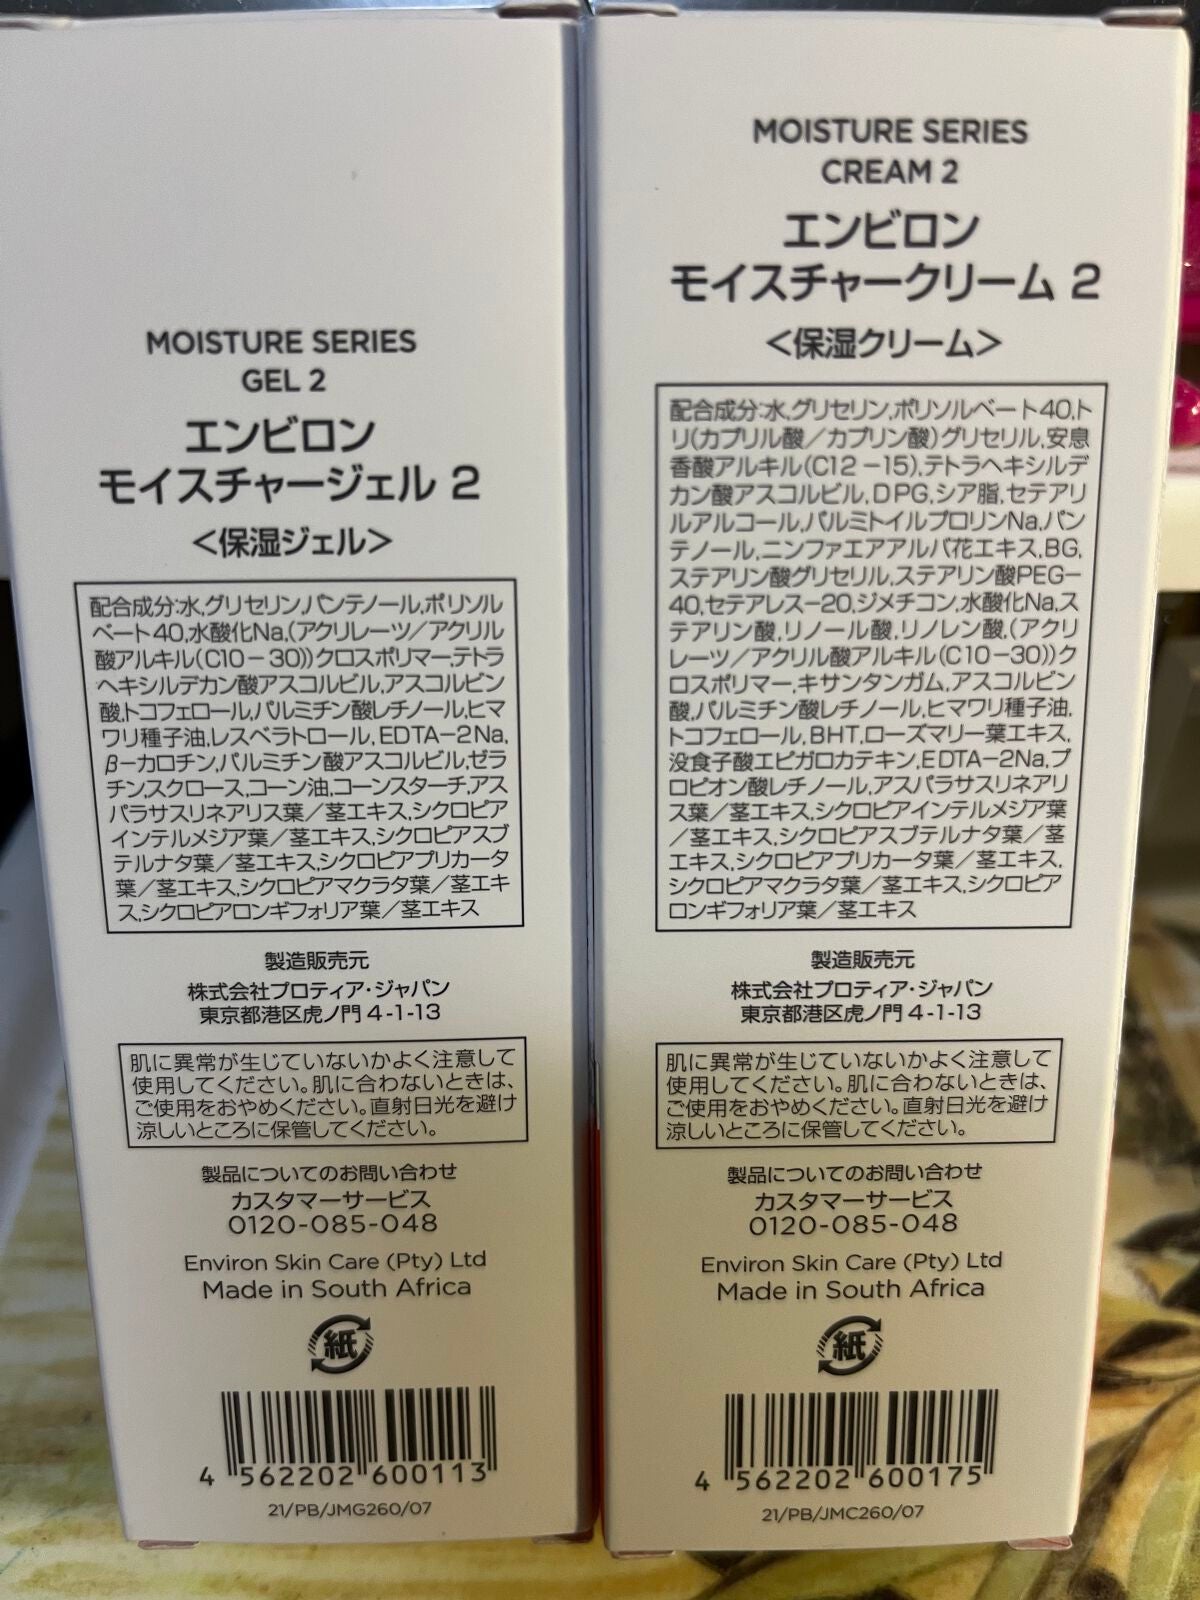 MOISTURE SERIES
GEL 2
エンビロン
モイスチャージェル 2
<保湿ジェル>
配合成分:水,グリセリン,パンテノール,ポリソル
ベート40,水酸化Na,(アクリレーツ/アクリル
酸アルキル(C10-30))クロスポリマー,テトラ
ヘキシルデカン酸アスコルビル,アスコルビン
酸,トコフェロール,パルミチン酸レチノール,ヒマ
ワリ種子油,レスベラトロール,EDTA-2Na,
β-カロチン,パルミチン酸アスコルビル,ゼラ
チン,スクロース,コーン油,コーンスターチ,アス
パラサスリネアリス葉/茎エキス,シクロピア
インテルメジア葉/茎エキス,シクロピアスブ
テルナタ葉/茎エキス,シクロピアプリカータ
葉/茎エキス,シクロピアマクラタ葉/茎エキ
ス,シクロピアロンギフォリア葉/茎エキス
製造販売元
株式会社プロティア・ジャパン
東京都港区虎ノ門 4-1-13
肌に異常が生じていないかよく注意して
使用してください。肌に合わないときは、
ご使用をおやめください。直射日光を避け
涼しいところに保管してください。
製品についてのお問い合わせ
カスタマーサービス
0120-085-048
Environ Skin Care (Pty) Ltd
Made in South Africa
紙
4 562202 600113
21/PB/JMG260/07
MOISTURE SERIES
CREAM 2
エンビロン
モイスチャークリーム 2
<保湿クリーム>
配合成分:水,グリセリン,ポリソルベート40,ト
リ(カプリル酸/カプリン酸)グリセリル,安息
香酸アルキル(C12-15),テトラヘキシルデ
カン酸アスコルビル,DPG,シア脂,セテアリ
ルアルコール,パルミトイルプロリンNa,パン
テノール,ニンファエアアルバ花エキス,BG,
ステアリン酸グリセリル,ステアリン酸PEG-
40,セテアレス-20,ジメチコン,水酸化Na,ス
テアリン酸,リノール酸,リノレン酸,(アクリ
レーツ/アクリル酸アルキル(C10-30))ク
ロスポリマー,キサンタンガム,アスコルビン
酸,パルミチン酸レチノール,ヒマワリ種子油,
トコフェロール,BHT,ローズマリー葉エキス,
没食子酸エピガロカテキン,EDTA-2Na,プ
ロピオン酸レチノール,アスパラサスリネアリ
ス葉/茎エキス,シクロピアインテルメジア葉
/茎エキス,シクロピアスブテルナタ葉/茎
エキス,シクロピアプリカータ葉/茎エキス,
シクロピアマクラタ葉/茎エキス,シクロピア
ロンギフォリア葉/茎エキス
製造販売元
株式会社プロティア・ジャパン
東京都港区虎ノ門 4-1-13
肌に異常が生じていないかよく注意して
使用してください。肌に合わないときは、
ご使用をおやめください。直射日光を避け
涼しいところに保管してください。
製品についてのお問い合わせ
カスタマーサービス
0120-085-048
Environ Skin Care (Pty) Ltd
Made in South Africa
紙
4 562202 600175
21/PB/JMC260/07